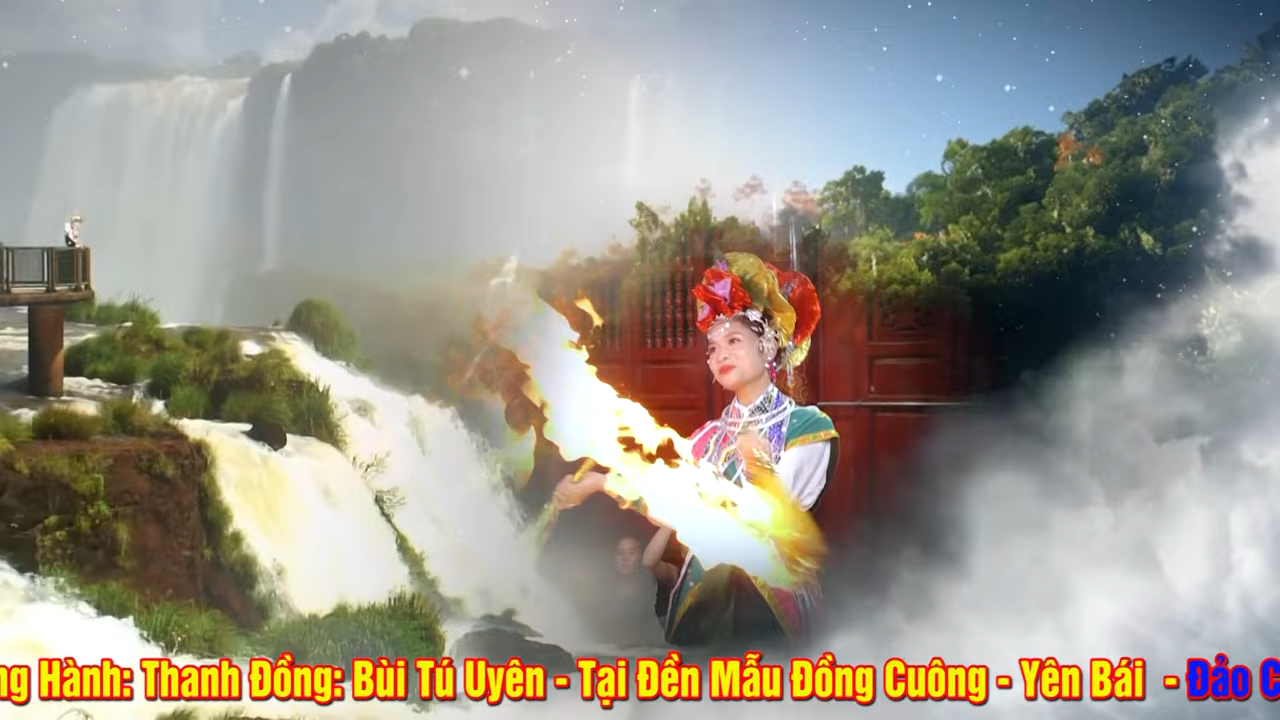 Hành: Thanh Đồng: Bùi Tú Uyên - Tại Đền Mẫu Đồng Cuông - Yên Bái - Đảo